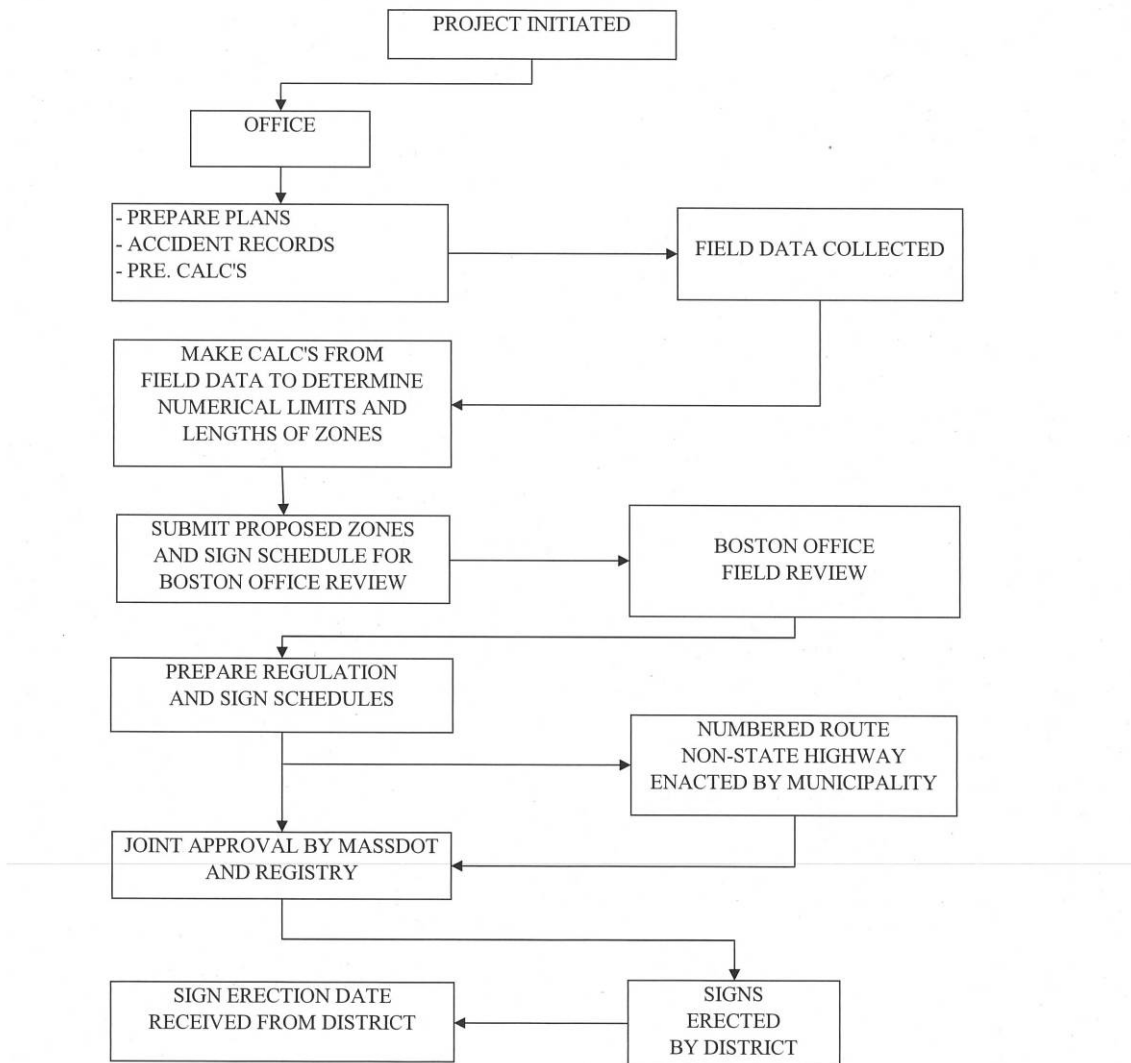 PROJECT INITIATED
OFFICE
- PREPARE PLANS
- ACCIDENT RECORDS
- PRE. CALC'S
FIELD DATA COLLECTED
MAKE CALC'S FROM
FIELD DATA TO DETERMINE
NUMERICAL LIMITS AND
LENGTHS OF ZONES
SUBMIT PROPOSED ZONES
AND SIGN SCHEDULE FOR
BOSTON OFFICE REVIEW
BOSTON OFFICE
FIELD REVIEW
PREPARE REGULATION
AND SIGN SCHEDULES
NUMBERED ROUTE
NON-STATE HIGHWAY
ENACTED BY MUNICIPALITY
JOINT APPROVAL BY MASSDOT
AND REGISTRY
SIGN ERECTION DATE
RECEIVED FROM DISTRICT
SIGNS
ERECTED
BY DISTRICT